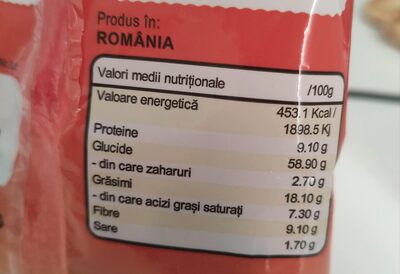 Produs în:
ROMÂNIA
Valori medii nutriționale /100g
Valoare energetică 453.1 Kcal /
1898.5 Kj
Proteine 9.10 g
Glucide 58.90 g
- din care zaharuri 2.70 g
Grăsimi 18.10 g
- din care acizi grași saturați 7.30 g
Fibre 9.10 g
Sare 1.70 g